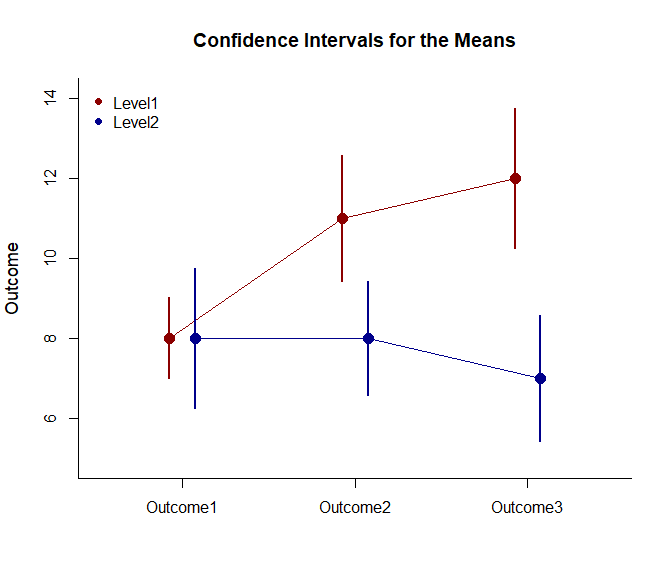 Confidence Intervals for the Means
Level1
Level2
Outcome
14
12
10
8
6
Outcome1
Outcome2
Outcome3